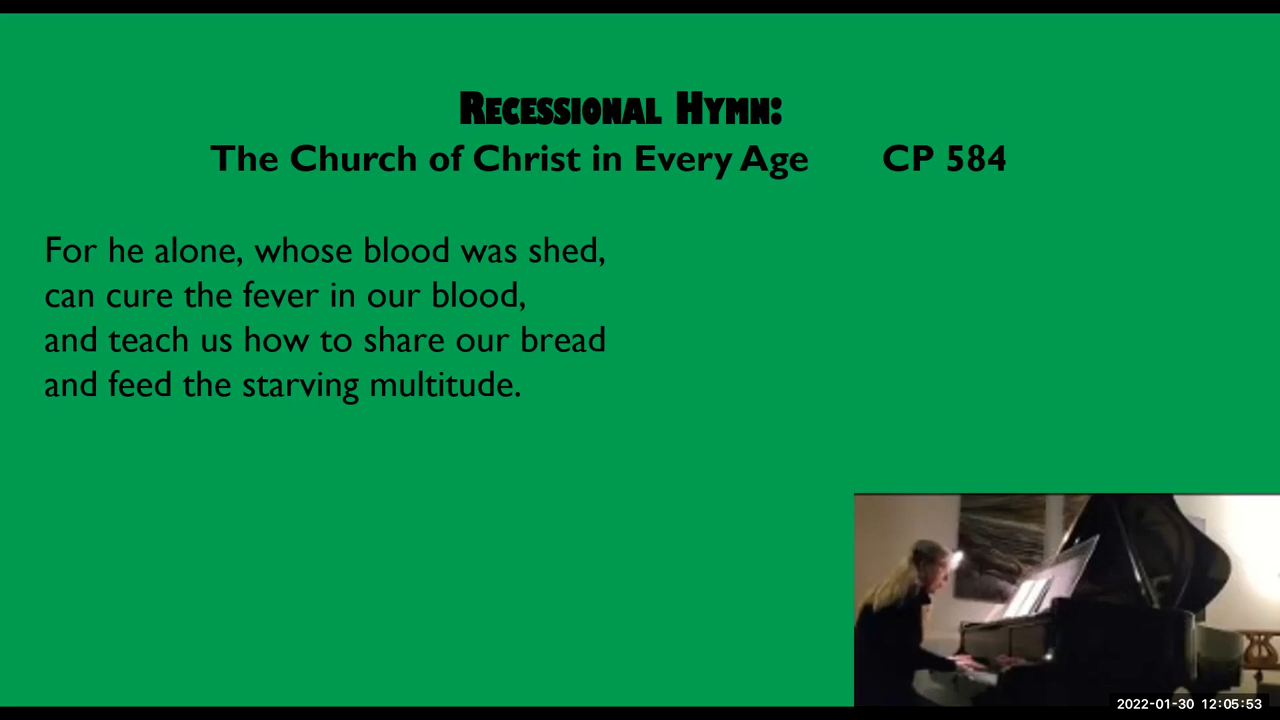 Recessional Hymn:
The Church of Christ in Every Age CP 584
For he alone, whose blood was shed,
can cure the fever in our blood,
and teach us how to share our bread
and feed the starving multitude.
2022-01-30 12:05:53